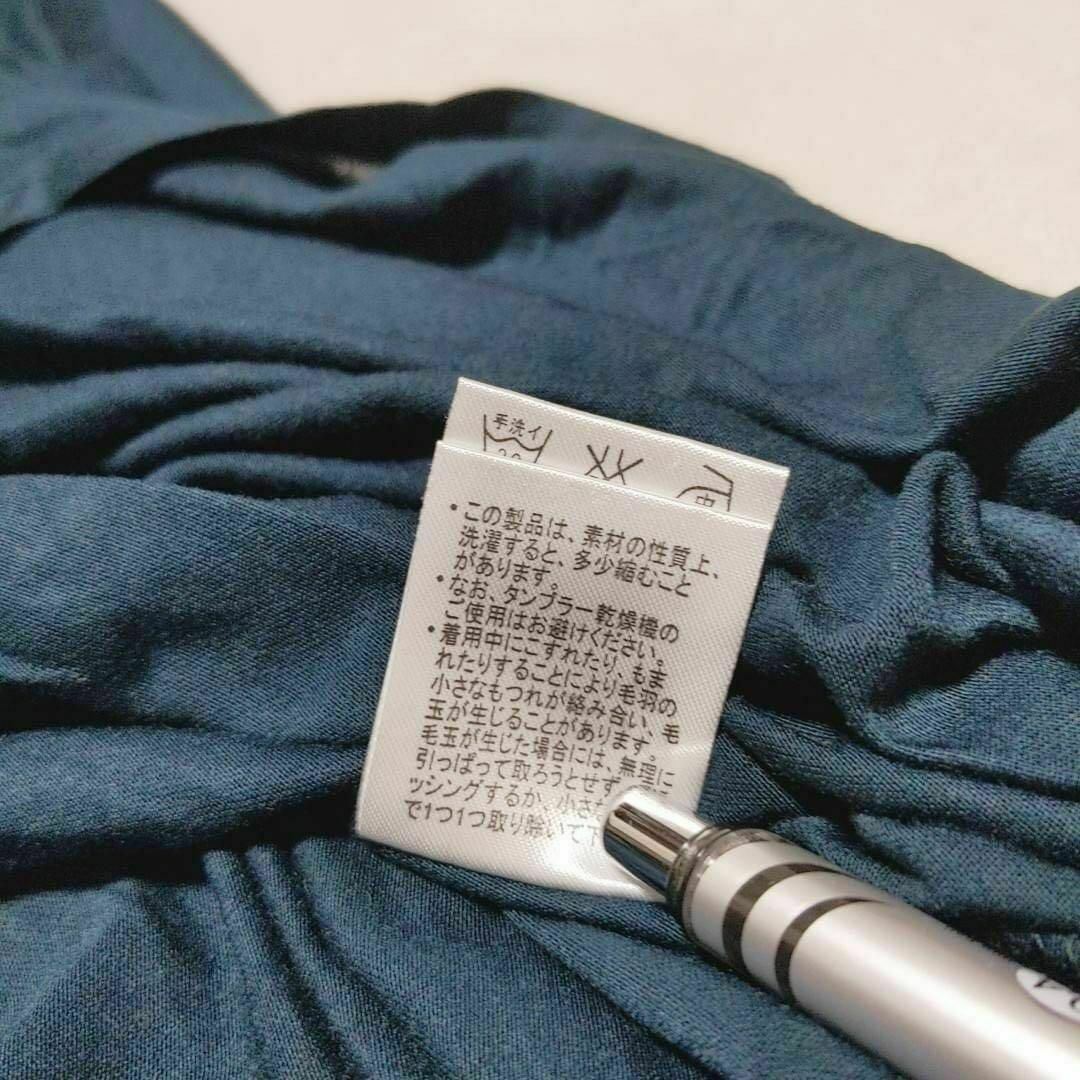 手洗イ
30
中
・この製品は、素材の性質上、
洗濯すると、多少縮むこと
があります。
・なお、タンブラー乾燥機の
ご使用はお避けください。
・着用中にこすれたり、もま
れたりすることにより毛羽の
小さなもつれが絡み合い、毛
玉が生じることがあります。
毛玉が生じた場合には、無理に
引っぱって取ろうとせず
ッシングするか、小さな
で1つ1つ取り除いて下